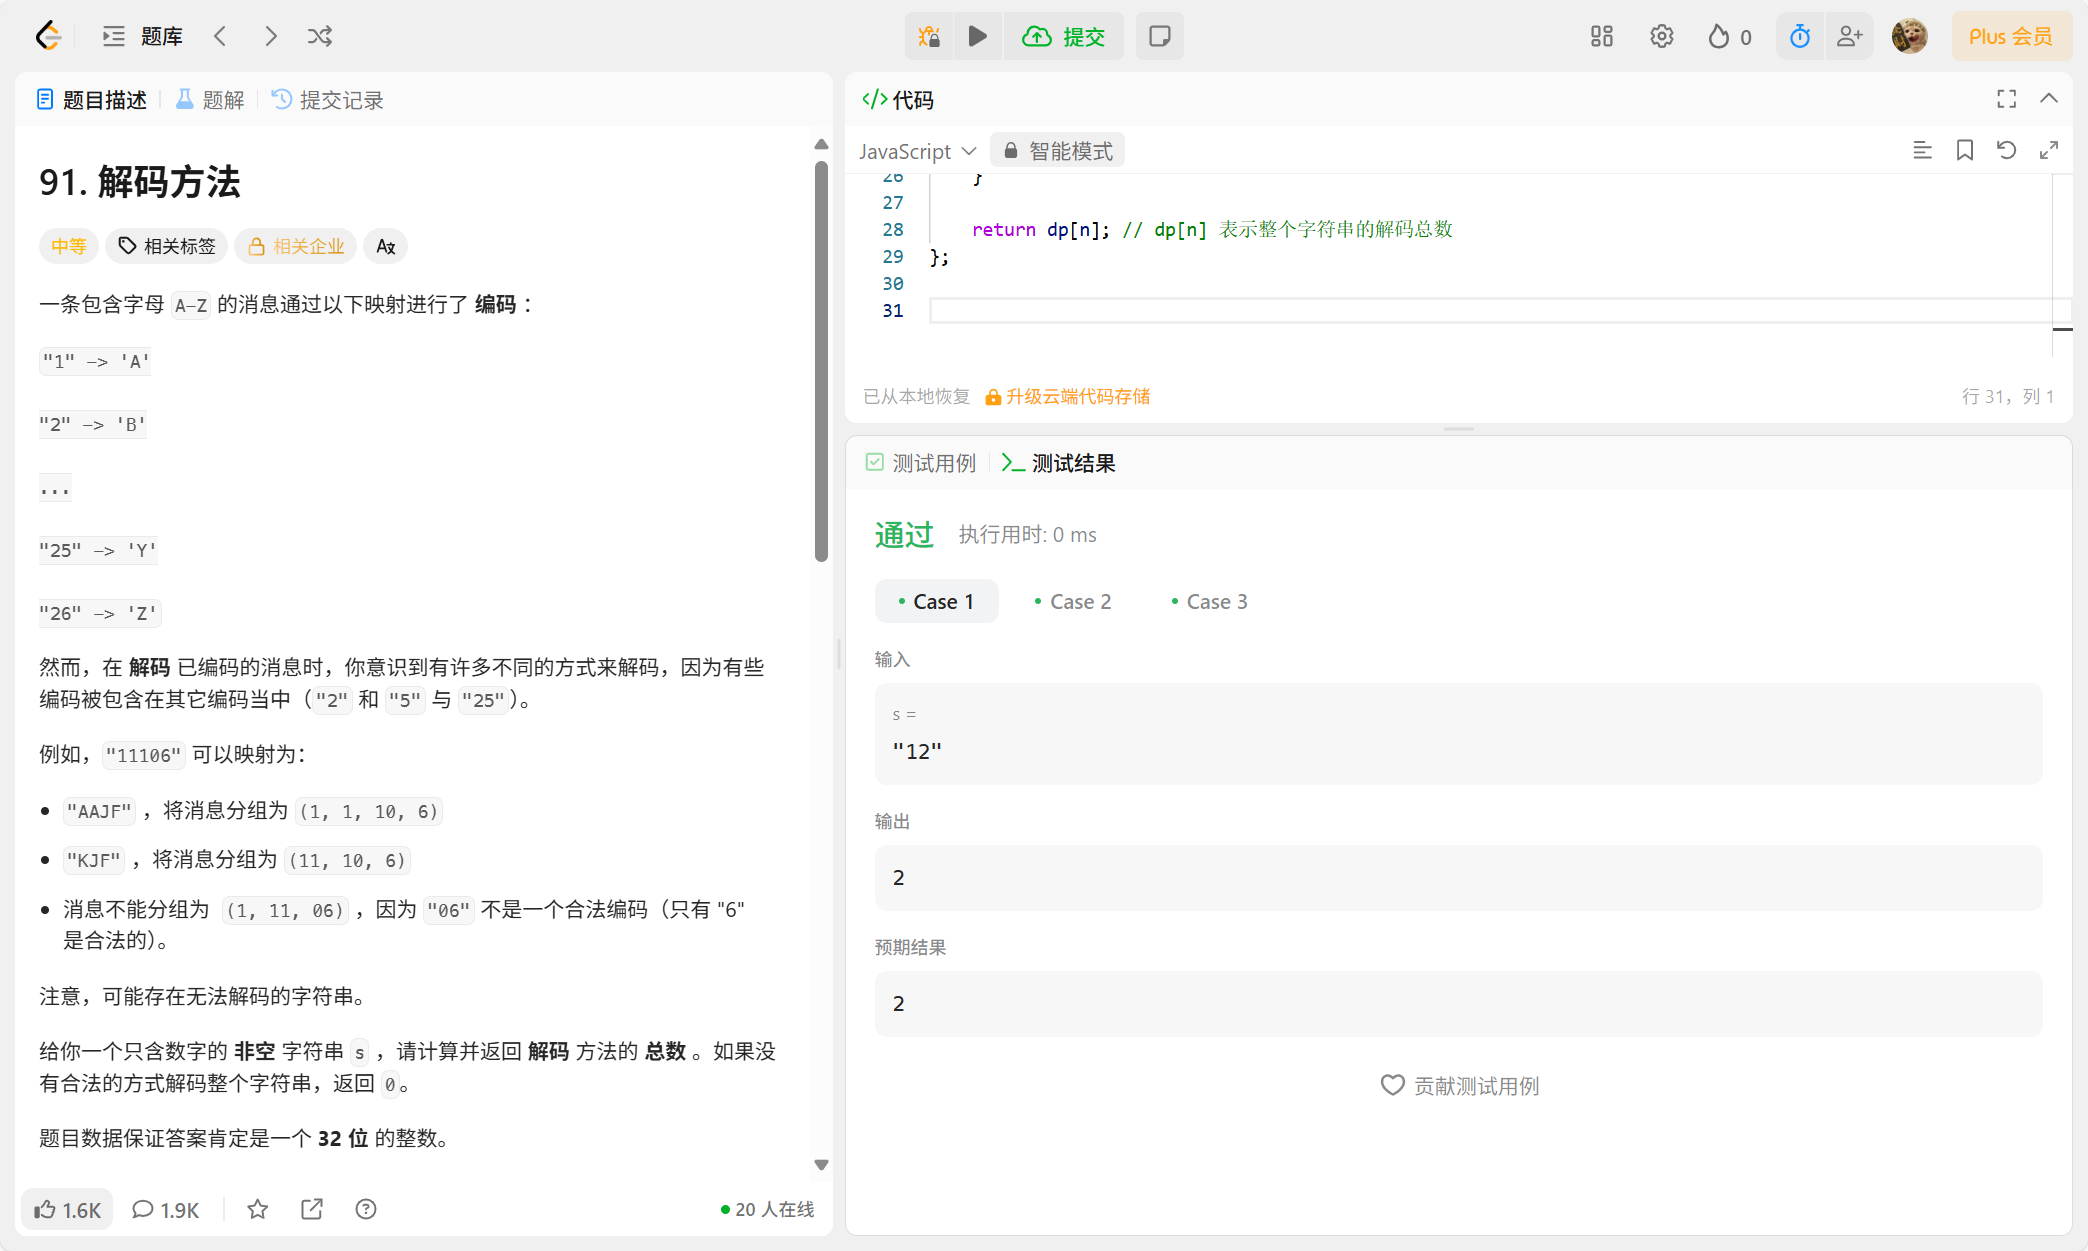 题库
提交
0
Plus 会员
题目描述
题解
提交记录
91. 解码方法
中等
相关标签
相关企业
一条包含字母 A-Z 的消息通过以下映射进行了 编码 ：
"1" -> 'A'
"2" -> 'B'
...
"25" -> 'Y'
"26" -> 'Z'
然而，在 解码 已编码的消息时，你意识到有许多不同的方式来解码，因为有些
编码被包含在其它编码当中（"2" 和 "5" 与 "25"）。
例如，"11106" 可以映射为：
• "AAJF" ，将消息分组为 (1, 1, 10, 6)
• "KJF" ，将消息分组为 (11, 10, 6)
• 消息不能分组为 (1, 11, 06) ，因为 "06" 不是一个合法编码（只有 "6"
是合法的）。
注意，可能存在无法解码的字符串。
给你一个只含数字的 非空 字符串 s ，请计算并返回 解码 方法的 总数 。如果没
有合法的方式解码整个字符串，返回 0。
题目数据保证答案肯定是一个 32 位 的整数。
1.6K
1.9K
20 人在线
</> 代码
JavaScript
智能模式
26 }
27
28 return dp[n]; // dp[n] 表示整个字符串的解码总数
29 };
30
31
已从本地恢复
升级云端代码存储
行 31，列 1
测试用例
>_ 测试结果
通过
执行用时: 0 ms
• Case 1
• Case 2
• Case 3
输入
s =
"12"
输出
2
预期结果
2
贡献测试用例